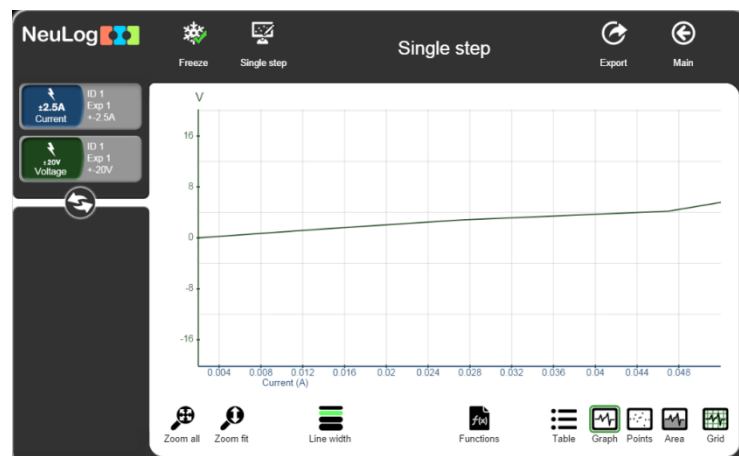 NeuLog
Freeze
Single step
Single step
Export
Main
±2.5A
Current
ID 1
Exp 1
+-2.5A
±20V
Voltage
ID 1
Exp 1
+-20V
V
16
8
0
-8
-16
0.004 0.008 0.012 0.016 0.02 0.024 0.028 0.032 0.036 0.04 0.044 0.048
Current (A)
Zoom all
Zoom fit
Line width
f(x)
Functions
Table
Graph
Points
Area
Grid